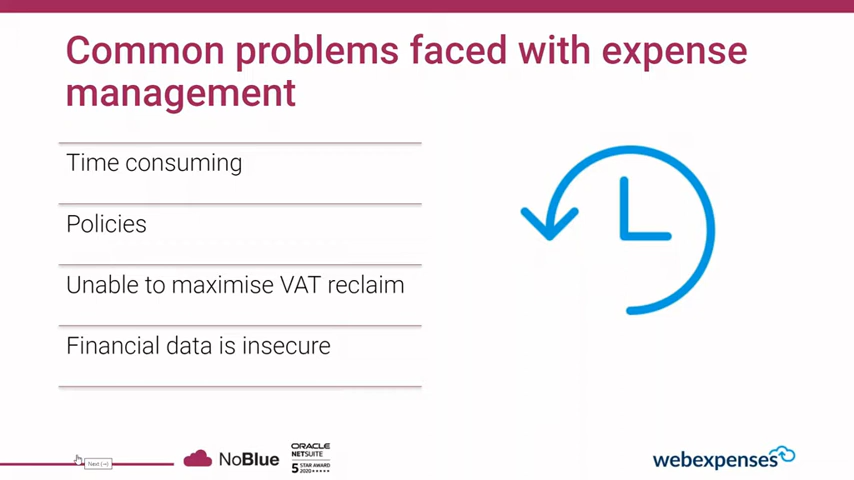 Common problems faced with expense
management
Time consuming
Policies
Unable to maximise VAT reclaim
Financial data is insecure
Next (→)
NoBlue
ORACLE
NETSUITE
5 STAR AWARD
2020 ★★★★★
webexpenses